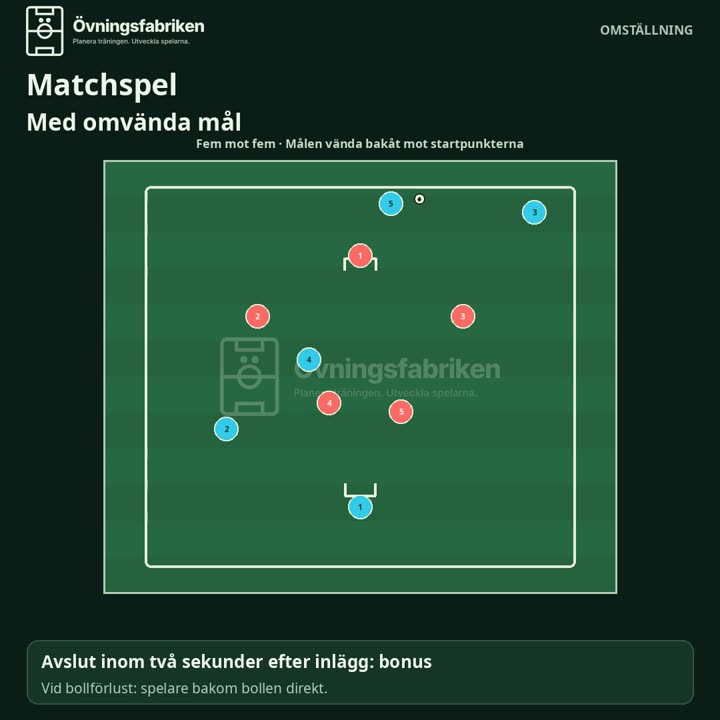 Övningsfabriken
Planera träningen. Utveckla spelarna.
OMSTÄLLNING
Matchspel
Med omvända mål
Fem mot fem · Målen vända bakåt mot startpunkterna
5
3
1
2
3
4
Övningsfabriken
Planera träningen. Utveckla spelarna.
4
5
2
1
Avslut inom två sekunder efter inlägg: bonus
Vid bollförlust: spelare bakom bollen direkt.